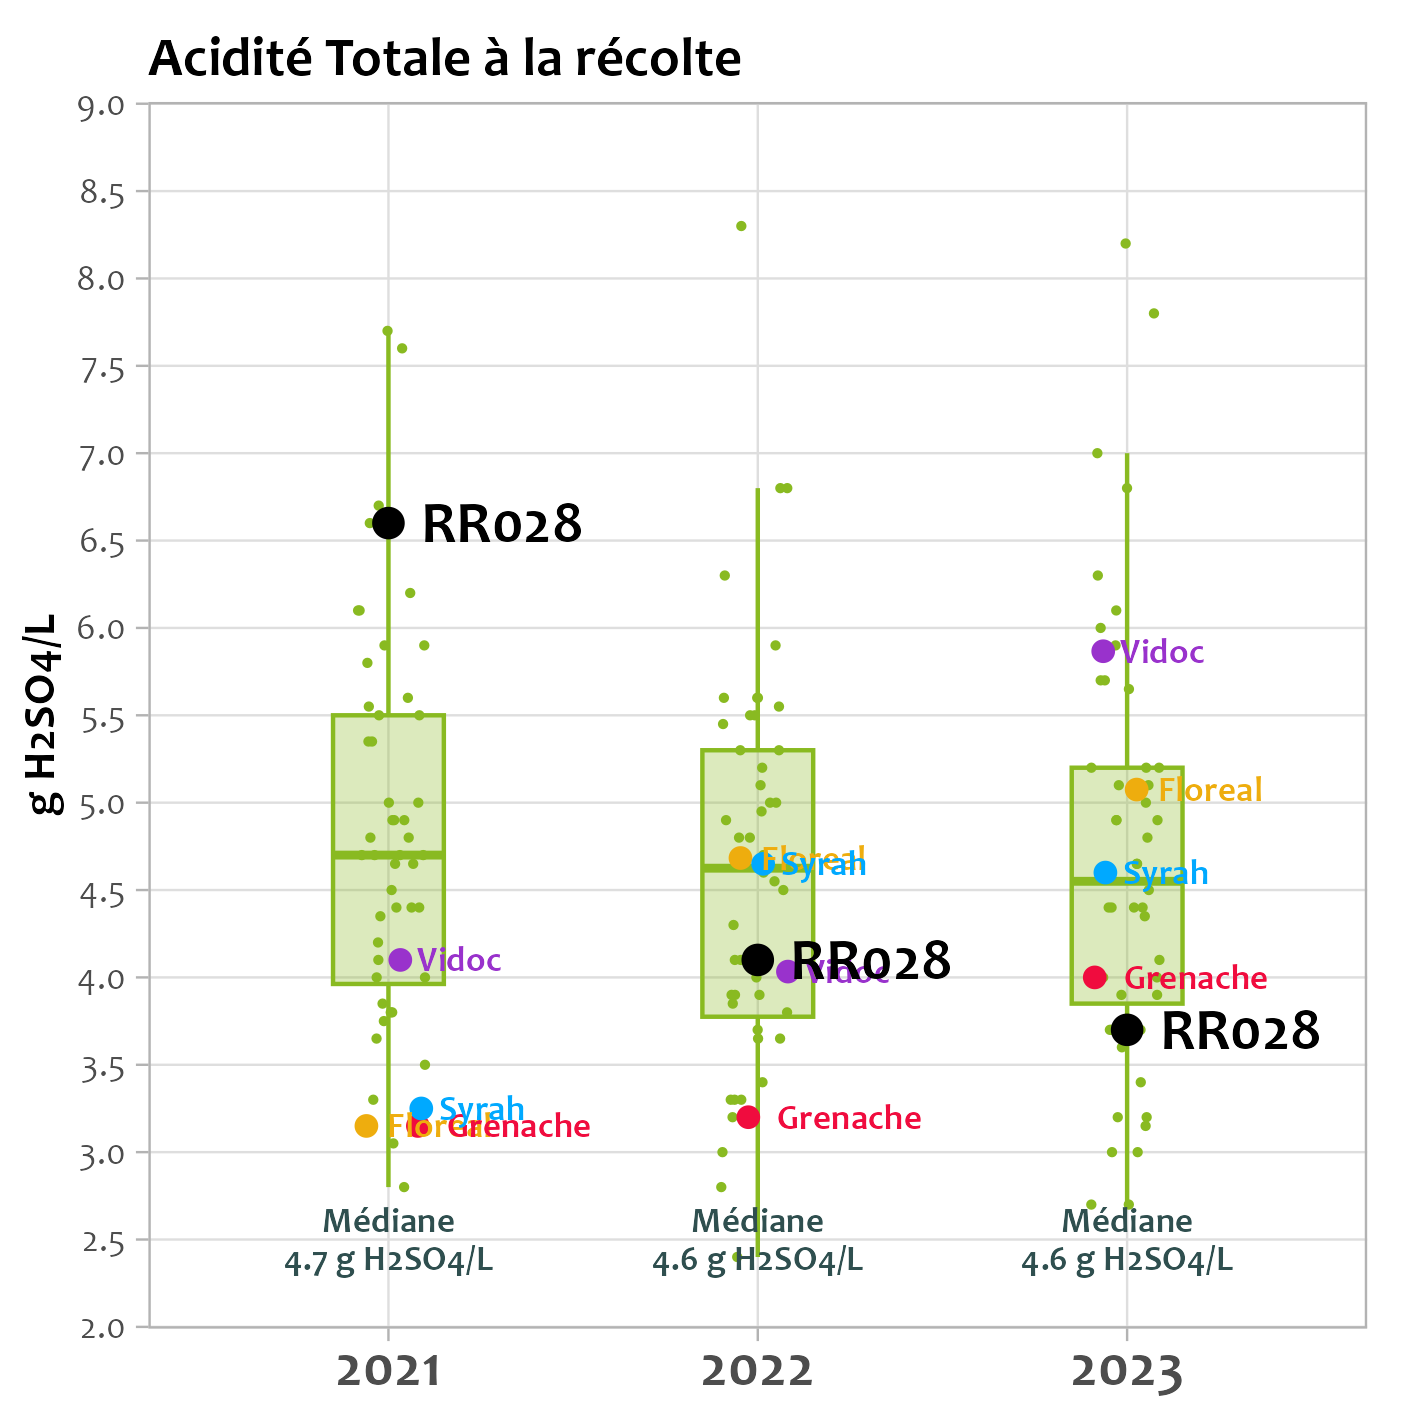 Acidité Totale à la récolte
g H2SO4/L
9.0
8.5
8.0
7.5
7.0
6.5
6.0
5.5
5.0
4.5
4.0
3.5
3.0
2.5
2.0
RR028
Vidoc
Syrah
Floreal
Grenache
Médiane
4.7 g H2SO4/L
Floreal
Syrah
RR028
Vidoc
Grenache
Médiane
4.6 g H2SO4/L
Vidoc
Floreal
Syrah
Grenache
RR028
Médiane
4.6 g H2SO4/L
2021
2022
2023